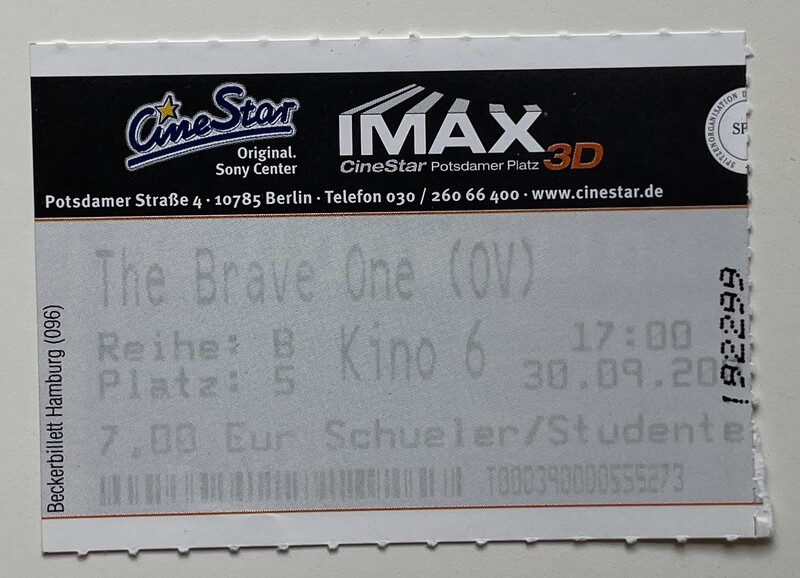 CineStar
Original.
Sony Center
IMAX 3D
CineStar Potsdamer Platz
SP
Potsdamer Straße 4 · 10785 Berlin · Telefon 030 / 260 66 400 · www.cinestar.de
The Brave One (OV)
Reihe: 8 Kino 6 17:00
Platz: 5 30.09.20
7,00 Eur Schueler/Studente
T000390000555273
Beckerbillett Hamburg (096)
192299